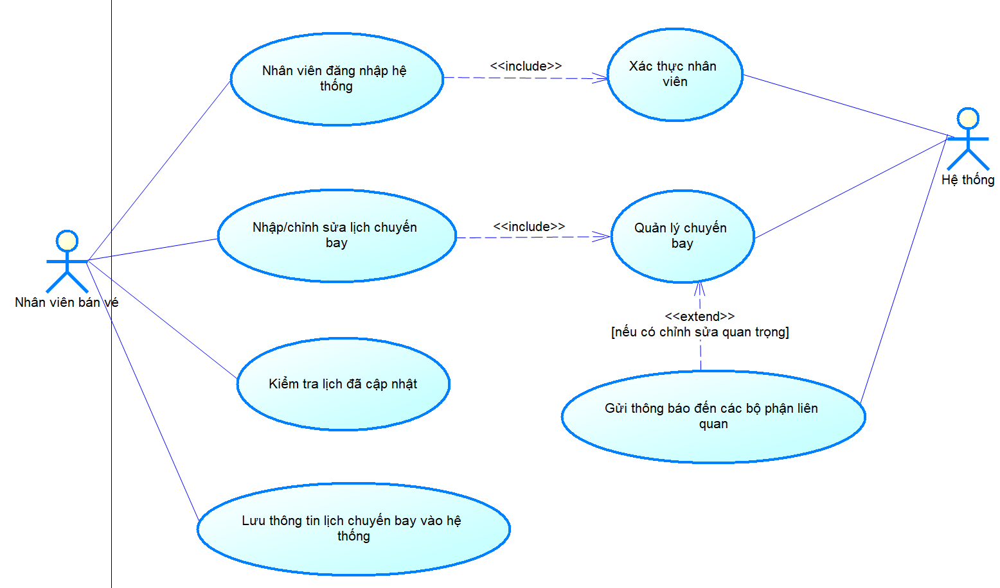 Nhân viên đăng nhập hệ
thống
<<include>>
Xác thực nhân
viên
Hệ thống
Nhập/chỉnh sửa lịch chuyến
bay
<<include>>
Quản lý chuyến
bay
Nhân viên bán vé
<<extend>>
[nếu có chỉnh sửa quan trọng]
Kiểm tra lịch đã cập nhật
Gửi thông báo đến các bộ phận liên
quan
Lưu thông tin lịch chuyến bay vào hệ
thống